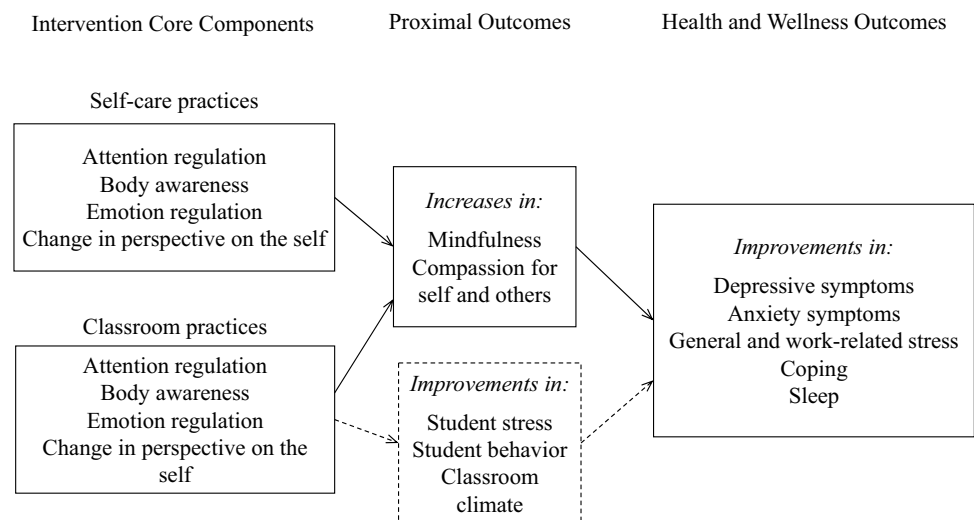 Intervention Core Components
Proximal Outcomes
Health and Wellness Outcomes
Self-care practices
Attention regulation
Body awareness
Emotion regulation
Change in perspective on the self
Classroom practices
Attention regulation
Body awareness
Emotion regulation
Change in perspective on the
self
Increases in:
Mindfulness
Compassion for
self and others
Improvements in:
Student stress
Student behavior
Classroom
climate
Improvements in:
Depressive symptoms
Anxiety symptoms
General and work-related stress
Coping
Sleep